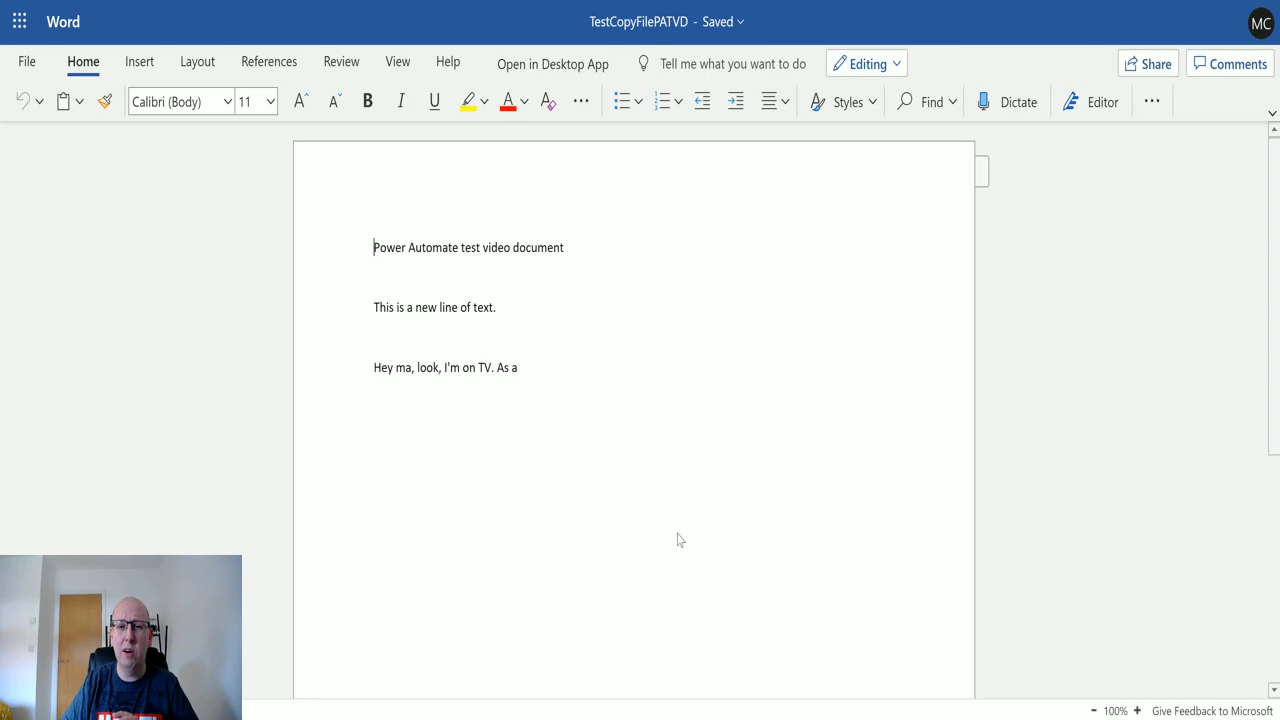 Word
TestCopyFilePATVD - Saved
MC
File Home Insert Layout References Review View Help Open in Desktop App Tell me what you want to do Editing Share Comments
Calibri (Body) 11 A A B I U A A Styles Find Dictate Editor
Power Automate test video document
This is a new line of text.
Hey ma, look, I'm on TV. As a
- 100% + Give Feedback to Microsoft